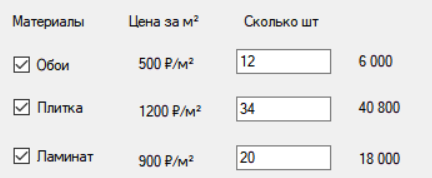 Материалы Цена за м² Сколько шт
Обои 500 ₽/м² 12 6 000
Плитка 1200 ₽/м² 34 40 800
Ламинат 900 ₽/м² 20 18 000